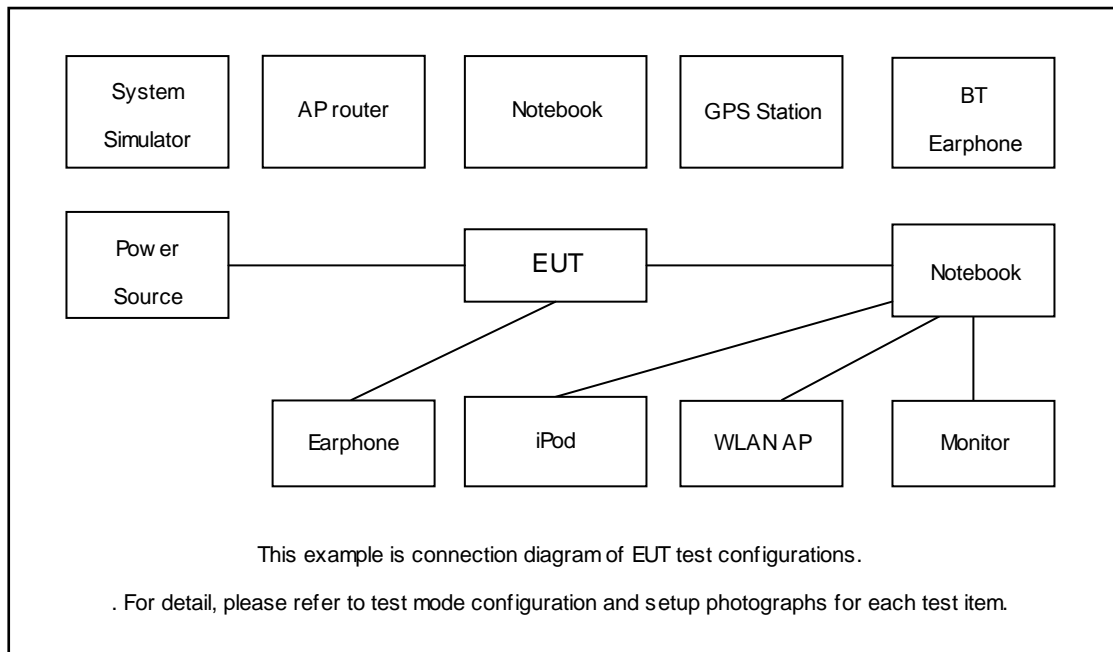 System
Simulator
AP router
Notebook
GPS Station
BT
Earphone
Power
Source
EUT
Notebook
Earphone
iPod
WLAN AP
Monitor
This example is connection diagram of EUT test configurations.
. For detail, please refer to test mode configuration and setup photographs for each test item.